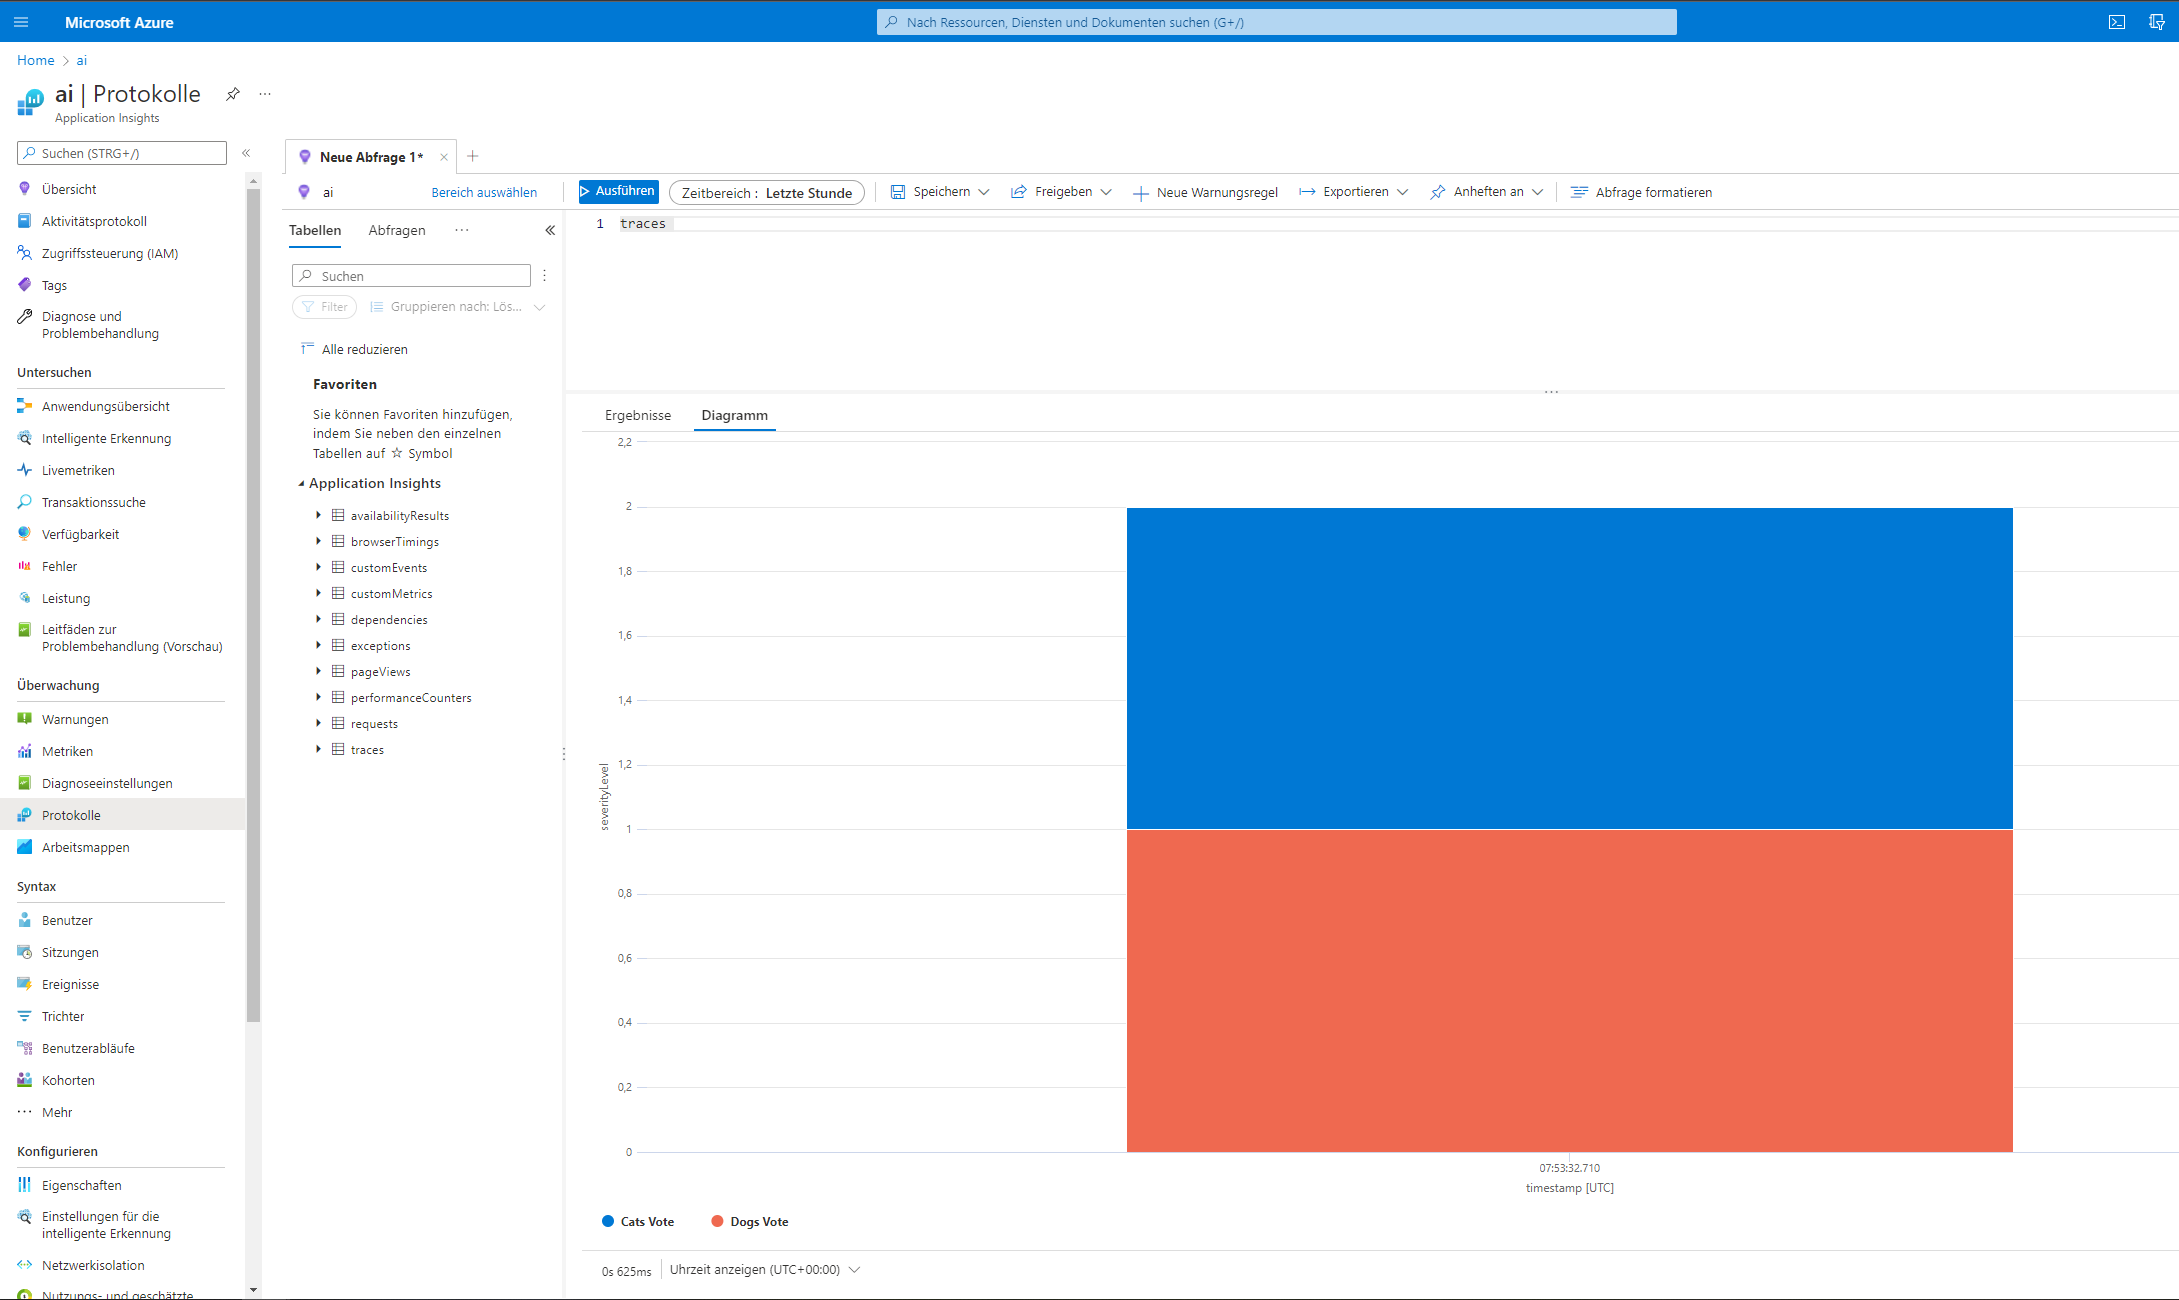 Microsoft Azure
Nach Ressourcen, Diensten und Dokumenten suchen (G+/)
Home > ai
ai | Protokolle
Application Insights
Suchen (STRG+/)
Übersicht
Aktivitätsprotokoll
Zugriffssteuerung (IAM)
Tags
Diagnose und
Problembehandlung
Untersuchen
Anwendungsübersicht
Intelligente Erkennung
Livemetriken
Transaktionssuche
Verfügbarkeit
Fehler
Leistung
Leitfäden zur
Problembehandlung (Vorschau)
Überwachung
Warnungen
Metriken
Diagnoseeinstellungen
Protokolle
Arbeitsmappen
Syntax
Benutzer
Sitzungen
Ereignisse
Trichter
Benutzerabläufe
Kohorten
Mehr
Konfigurieren
Eigenschaften
Einstellungen für die
intelligente Erkennung
Netzwerkisolation
Nutzungs- und geschätzte
Neue Abfrage 1*
ai Bereich auswählen
Ausführen Zeitbereich : Letzte Stunde Speichern Freigeben Neue Warnungsregel Exportieren Anheften an Abfrage formatieren
Tabellen Abfragen
Suchen
Filter Gruppieren nach: Lös...
Alle reduzieren
Favoriten
Sie können Favoriten hinzufügen,
indem Sie neben den einzelnen
Tabellen auf ☆ Symbol
Application Insights
availabilityResults
browserTimings
customEvents
customMetrics
dependencies
exceptions
pageViews
performanceCounters
requests
traces
1 traces
Ergebnisse Diagramm
2,2
2
1,8
1,6
1,4
1,2
1
0,8
0,6
0,4
0,2
0
severityLevel
07:53:32.710
timestamp [UTC]
Cats Vote Dogs Vote
0s 625ms Uhrzeit anzeigen (UTC+00:00)